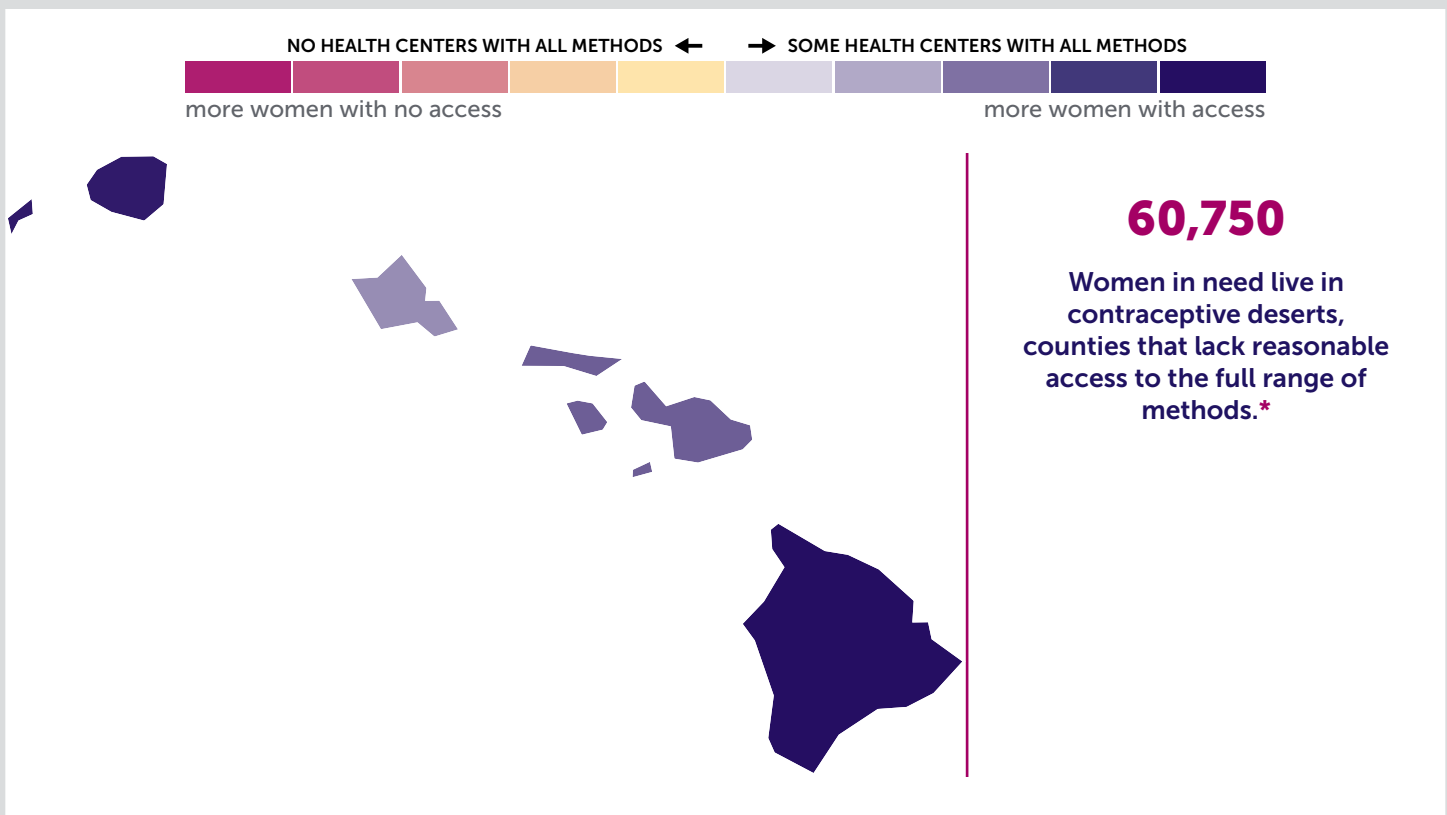 NO HEALTH CENTERS WITH ALL METHODS
SOME HEALTH CENTERS WITH ALL METHODS
more women with no access
more women with access
60,750
Women in need live in
contraceptive deserts,
counties that lack reasonable
access to the full range of
methods.*